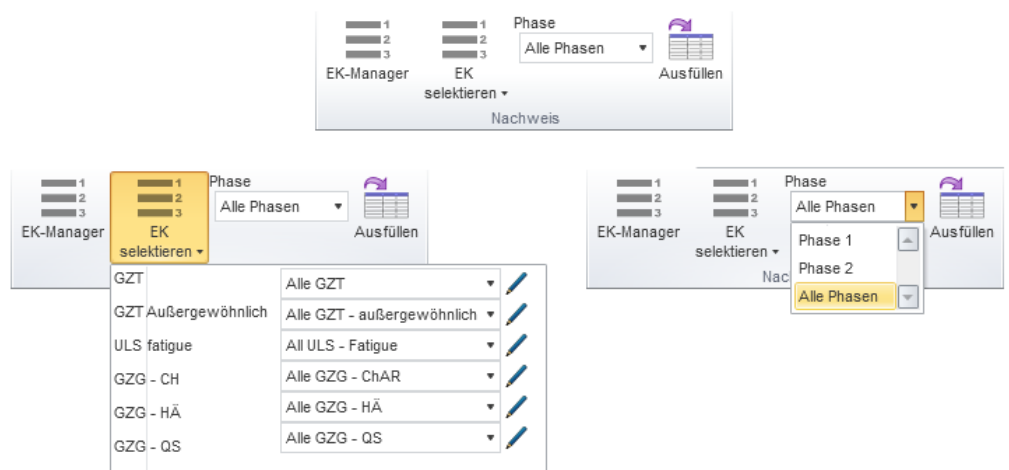 1
2
3
EK-Manager
1
2
3
EK
selektieren
Phase
Alle Phasen
Ausfüllen
Nachweis
1
2
3
EK-Manager
1
2
3
EK
selektieren
Phase
Alle Phasen
Ausfüllen
GZT
Alle GZT
GZT Außergewöhnlich
Alle GZT - außergewöhnlich
ULS fatigue
All ULS - Fatigue
GZG - CH
Alle GZG - ChAR
GZG - HÄ
Alle GZG - HÄ
GZG - QS
Alle GZG - QS
1
2
3
EK-Manager
1
2
3
EK
selektieren
Phase
Alle Phasen
Ausfüllen
Nac
Phase 1
Phase 2
Alle Phasen